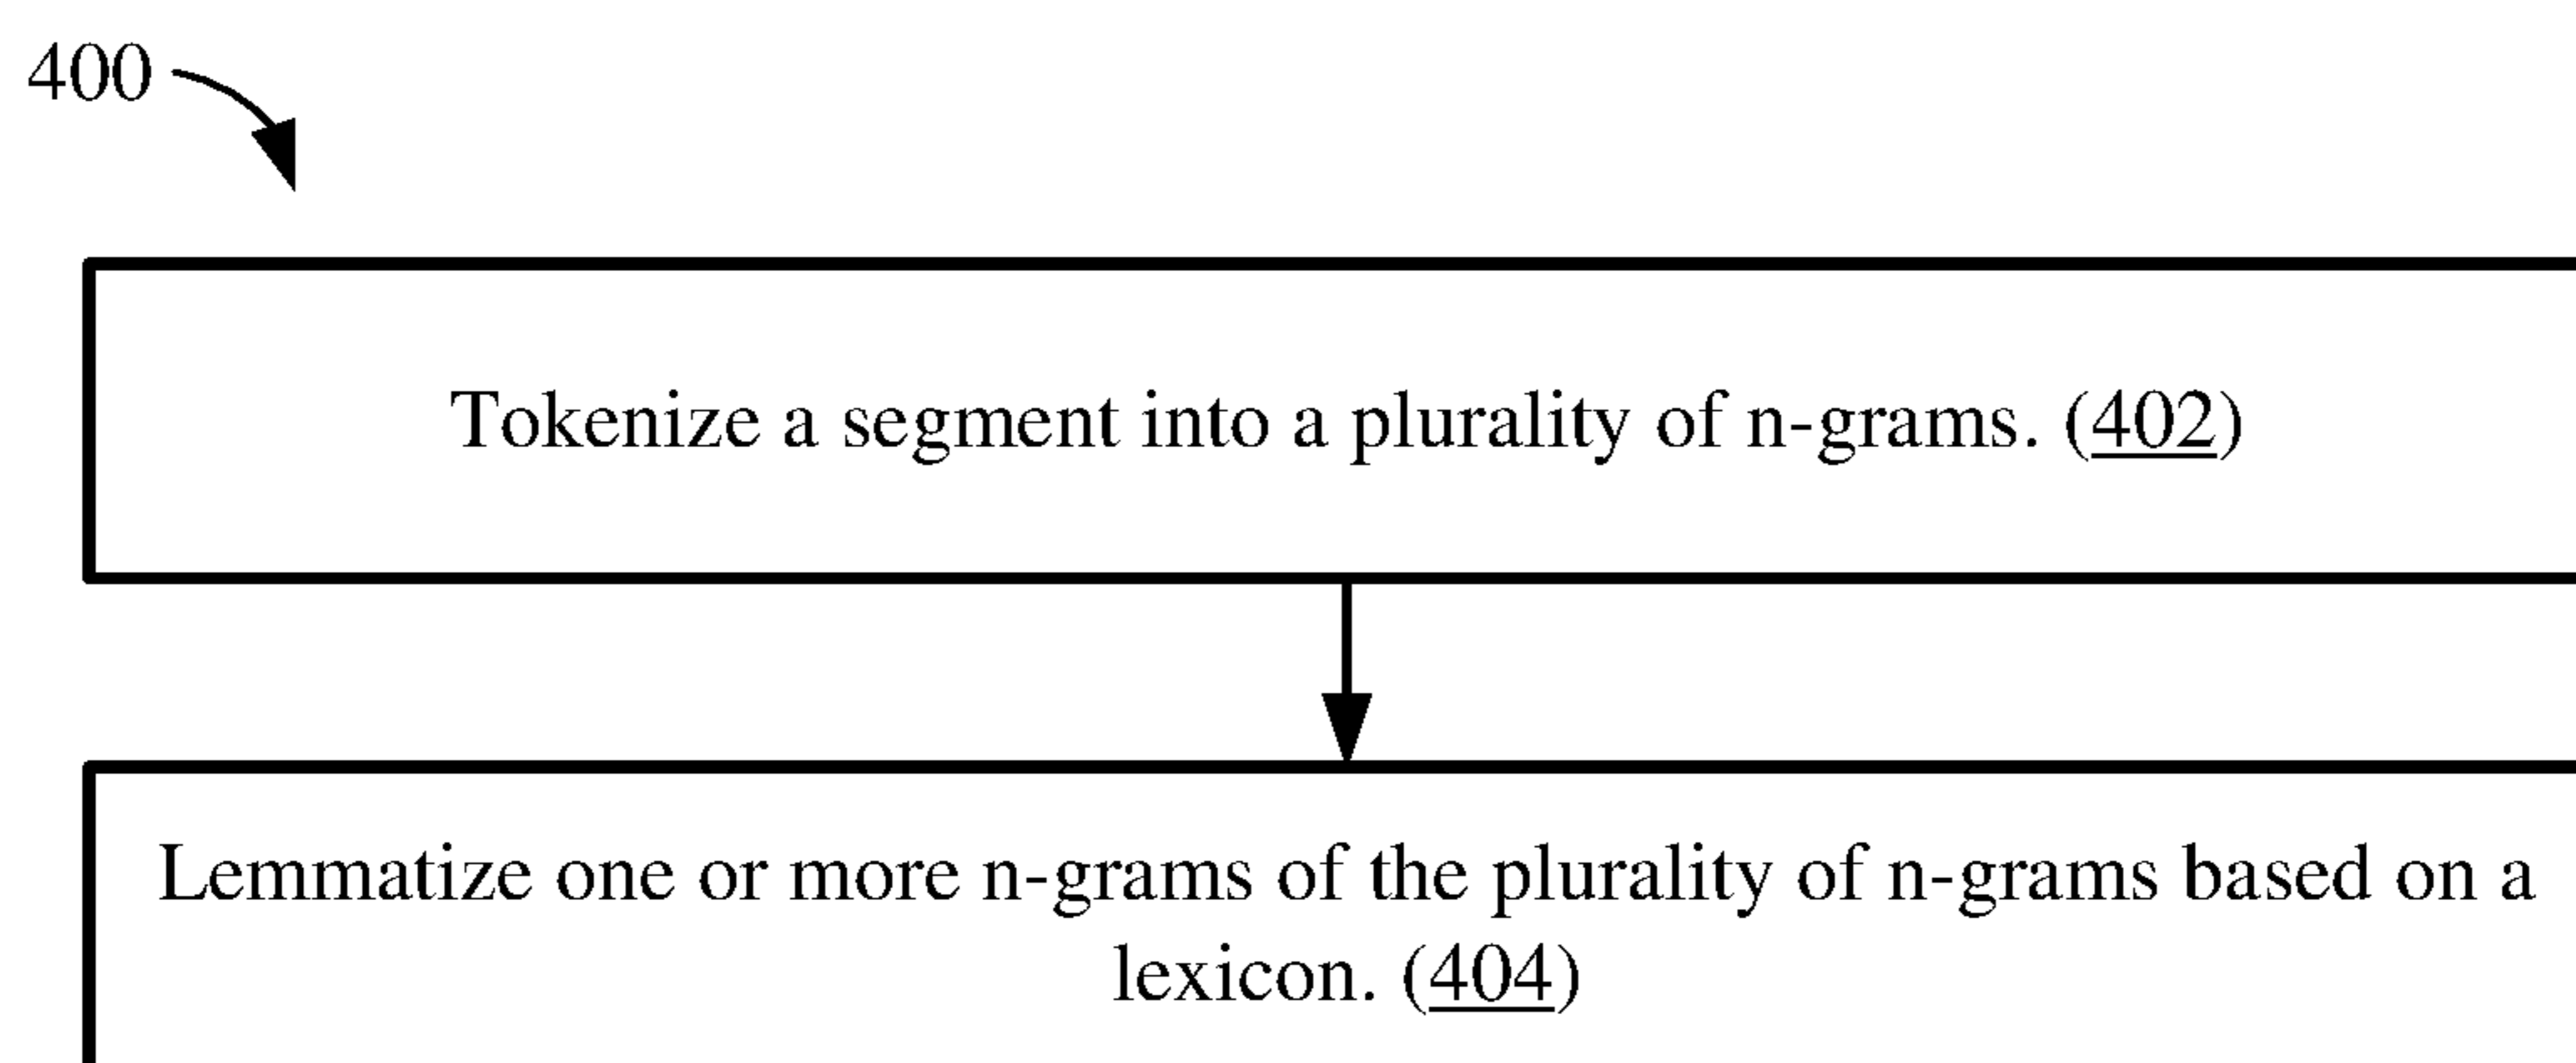 400
Tokenize a segment into a plurality of n-grams. (402)
Lemmatize one or more n-grams of the plurality of n-grams based on a
lexicon. (404)